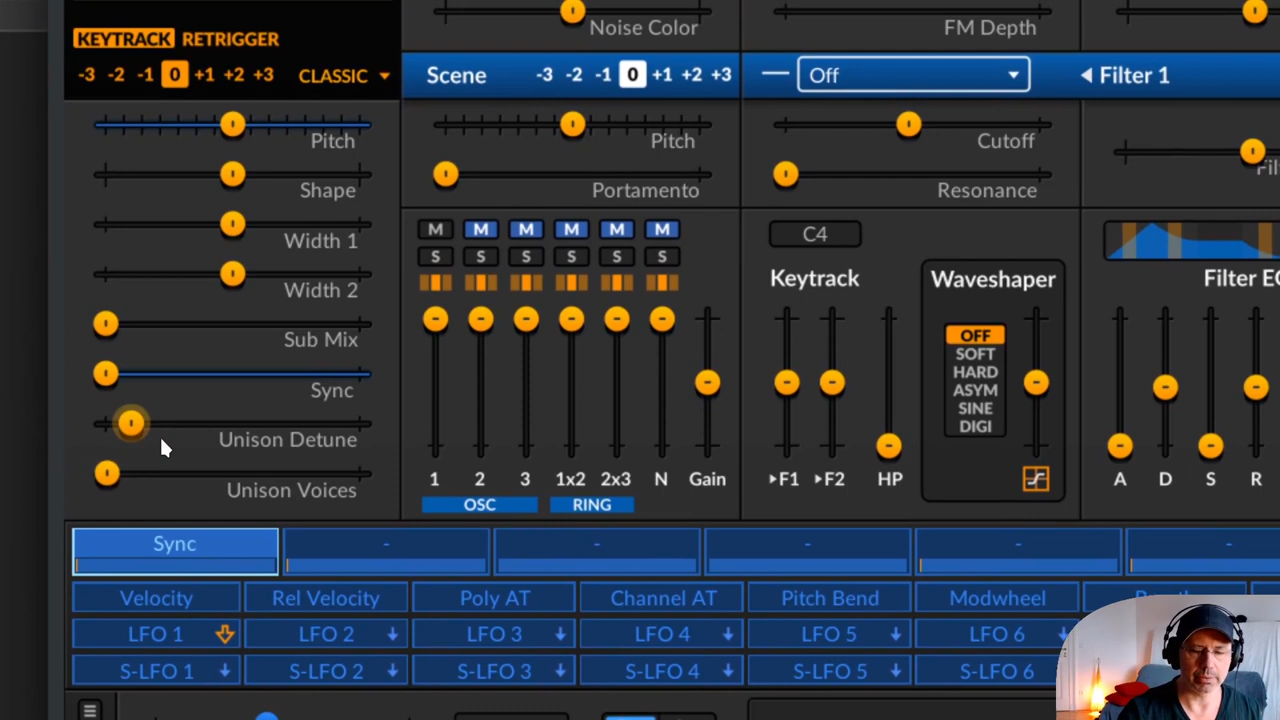 Noise Color
FM Depth
KEYTRACK RETRIGGER
-3 -2 -1 0 +1 +2 +3 CLASSIC
Scene -3 -2 -1 0 +1 +2 +3
Off
Filter 1
Pitch
Shape
Width 1
Width 2
Sub Mix
Sync
Unison Detune
Unison Voices
Pitch
Portamento
Cutoff
Resonance
M M M M M M
S S S S S S
1 2 3 1x2 2x3 N Gain
OSC RING
C4
Keytrack
F1 F2 HP
Waveshaper
OFF
SOFT
HARD
ASYM
SINE
DIGI
Filter EG
A D S R
Sync - - - - -
Velocity Rel Velocity Poly AT Channel AT Pitch Bend Modwheel
LFO 1 LFO 2 LFO 3 LFO 4 LFO 5 LFO 6
S-LFO 1 S-LFO 2 S-LFO 3 S-LFO 4 S-LFO 5 S-LFO 6